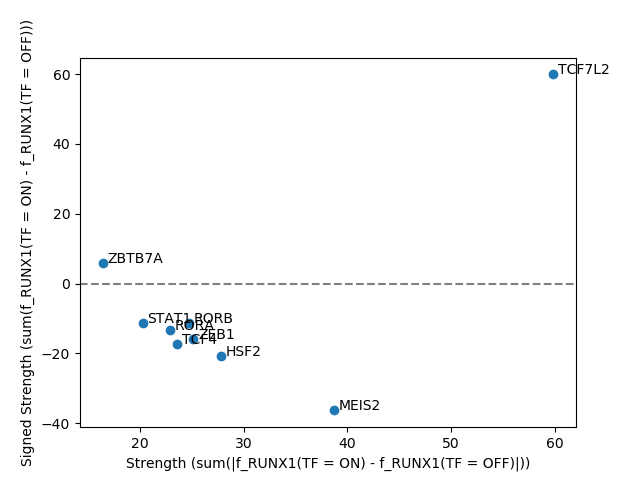 Signed Strength (sum(f_RUNX1(TF = ON) - f_RUNX1(TF = OFF)))
60
40
20
0
−20
−40
TCF7L2
ZBTB7A
STAT1
RORB
RORA
ZEB1
TCF4
HSF2
MEIS2
20
30
40
50
60
Strength (sum(|f_RUNX1(TF = ON) - f_RUNX1(TF = OFF)|))